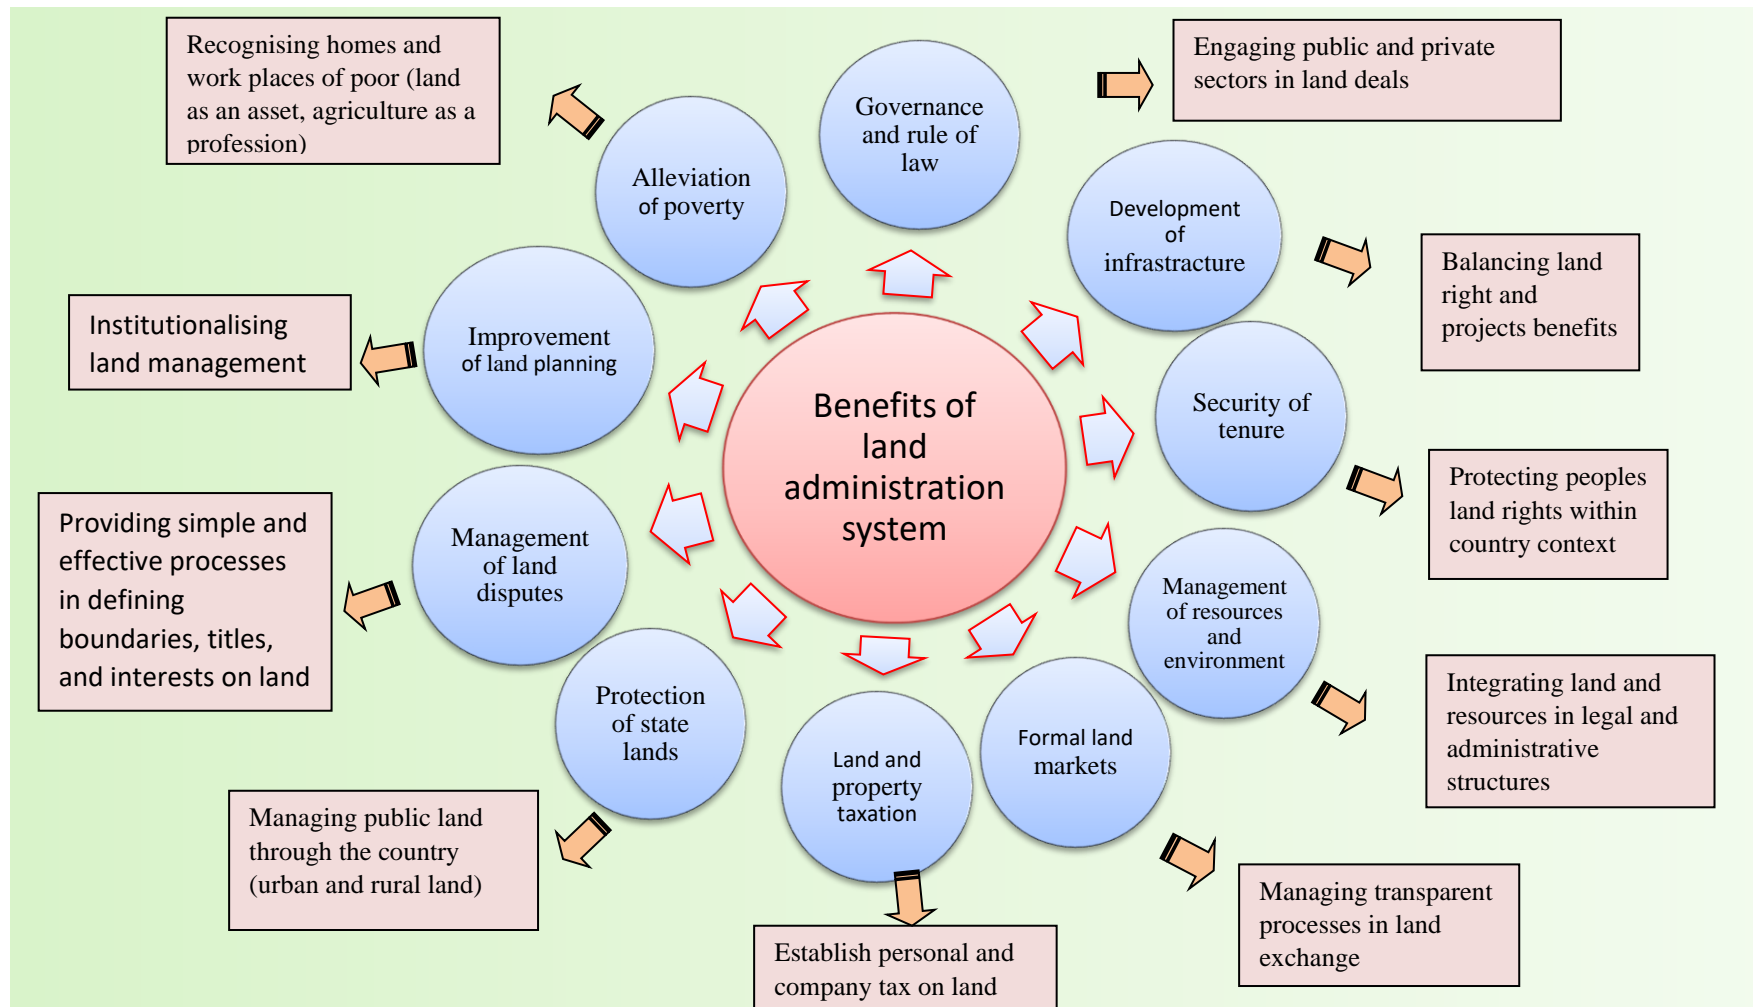 Recognising homes and
work places of poor (land
as an asset, agriculture as a
profession)
Governance
and rule of
law
Engaging public and private
sectors in land deals
Alleviation
of poverty
Development
of
infrastracture
Balancing land
right and
projects benefits
Institutionalising
land management
Improvement
of land planning
Benefits of
land
administration
system
Security of
tenure
Protecting peoples
land rights within
country context
Providing simple and
effective processes
in defining
boundaries, titles,
and interests on land
Management
of land
disputes
Management
of resources
and
environment
Integrating land and
resources in legal and
administrative
structures
Protection
of state
lands
Land and
property
taxation
Formal land
markets
Managing public land
through the country
(urban and rural land)
Managing transparent
processes in land
exchange
Establish personal and
company tax on land